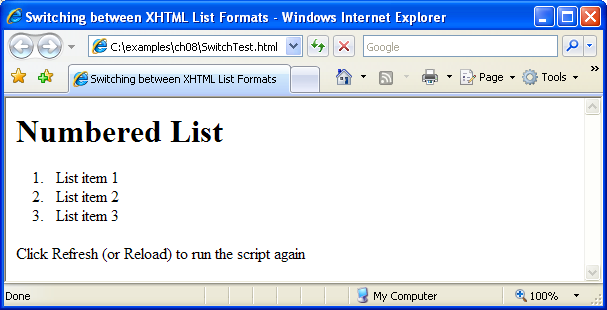 Switching between XHTML List Formats - Windows Internet Explorer
C:\examples\ch08\SwitchTest.html
Google
Switching between XHTML List Formats
Page
Tools
»
Numbered List
1. List item 1
2. List item 2
3. List item 3
Click Refresh (or Reload) to run the script again
Done
My Computer
100%